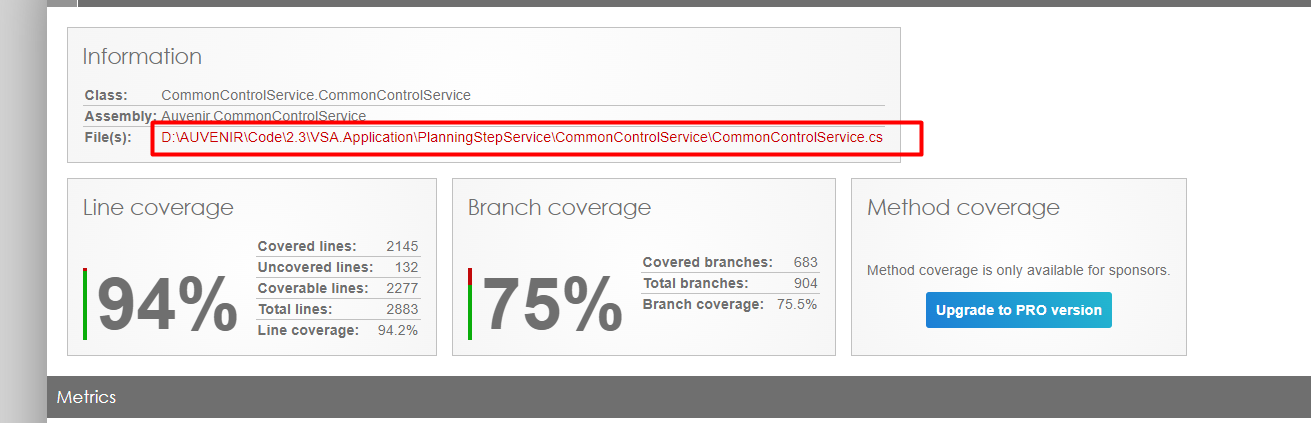 Information
Class: CommonControlService.CommonControlService
Assembly: Auvenir.CommonControlService
File(s): D:\AUVENIR\Code\2.3\VSA.Application\PlanningStepService\CommonControlService\CommonControlService.cs
Line coverage
94%
Covered lines: 2145
Uncovered lines: 132
Coverable lines: 2277
Total lines: 2883
Line coverage: 94.2%
Branch coverage
75%
Covered branches: 683
Total branches: 904
Branch coverage: 75.5%
Method coverage
Method coverage is only available for sponsors.
Upgrade to PRO version
Metrics